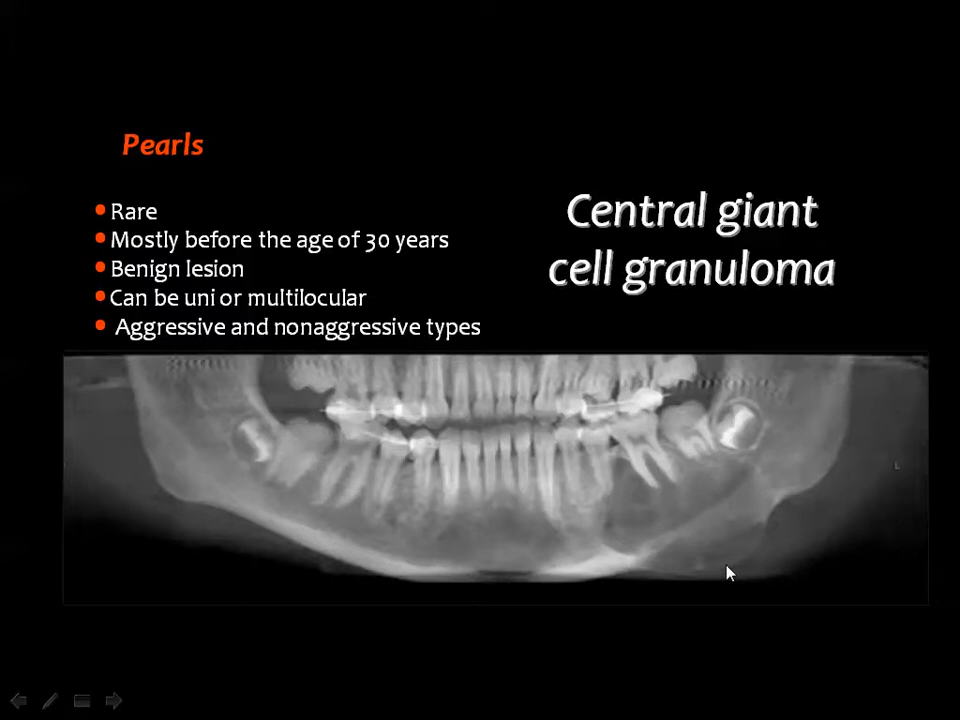 Pearls
• Rare
• Mostly before the age of 30 years
• Benign lesion
• Can be uni or multilocular
• Aggressive and nonaggressive types
Central giant
cell granuloma
L